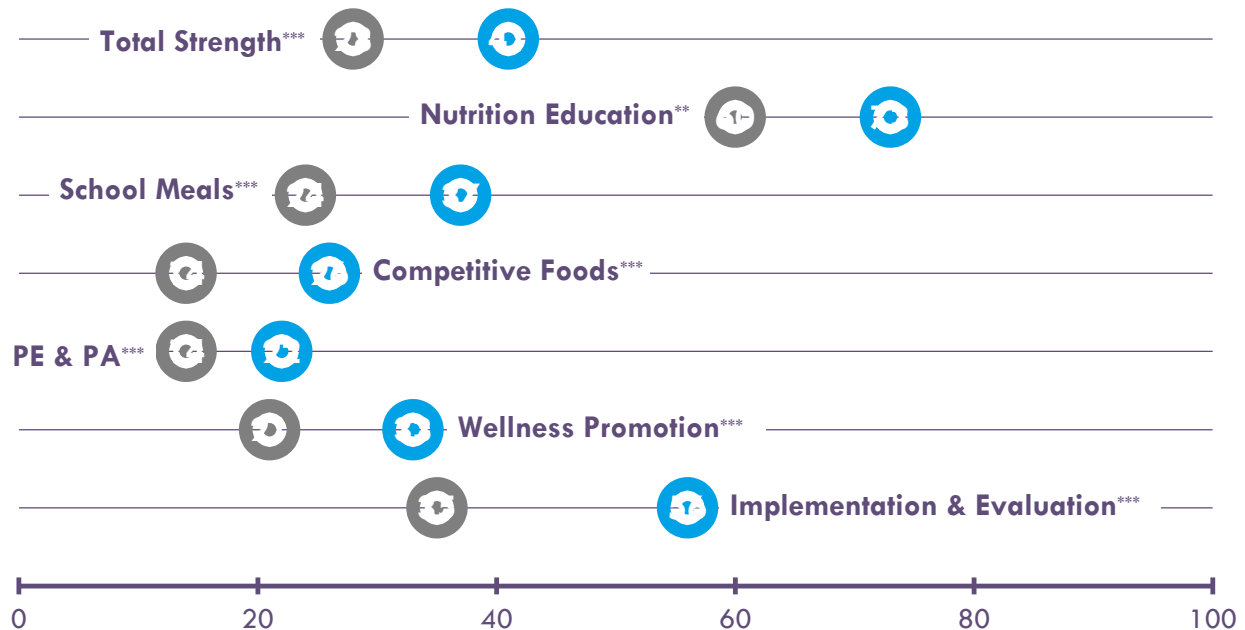 Total Strength***
Nutrition Education**
School Meals***
Competitive Foods***
PE & PA***
Wellness Promotion***
Implementation & Evaluation***
0 20 40 60 80 100